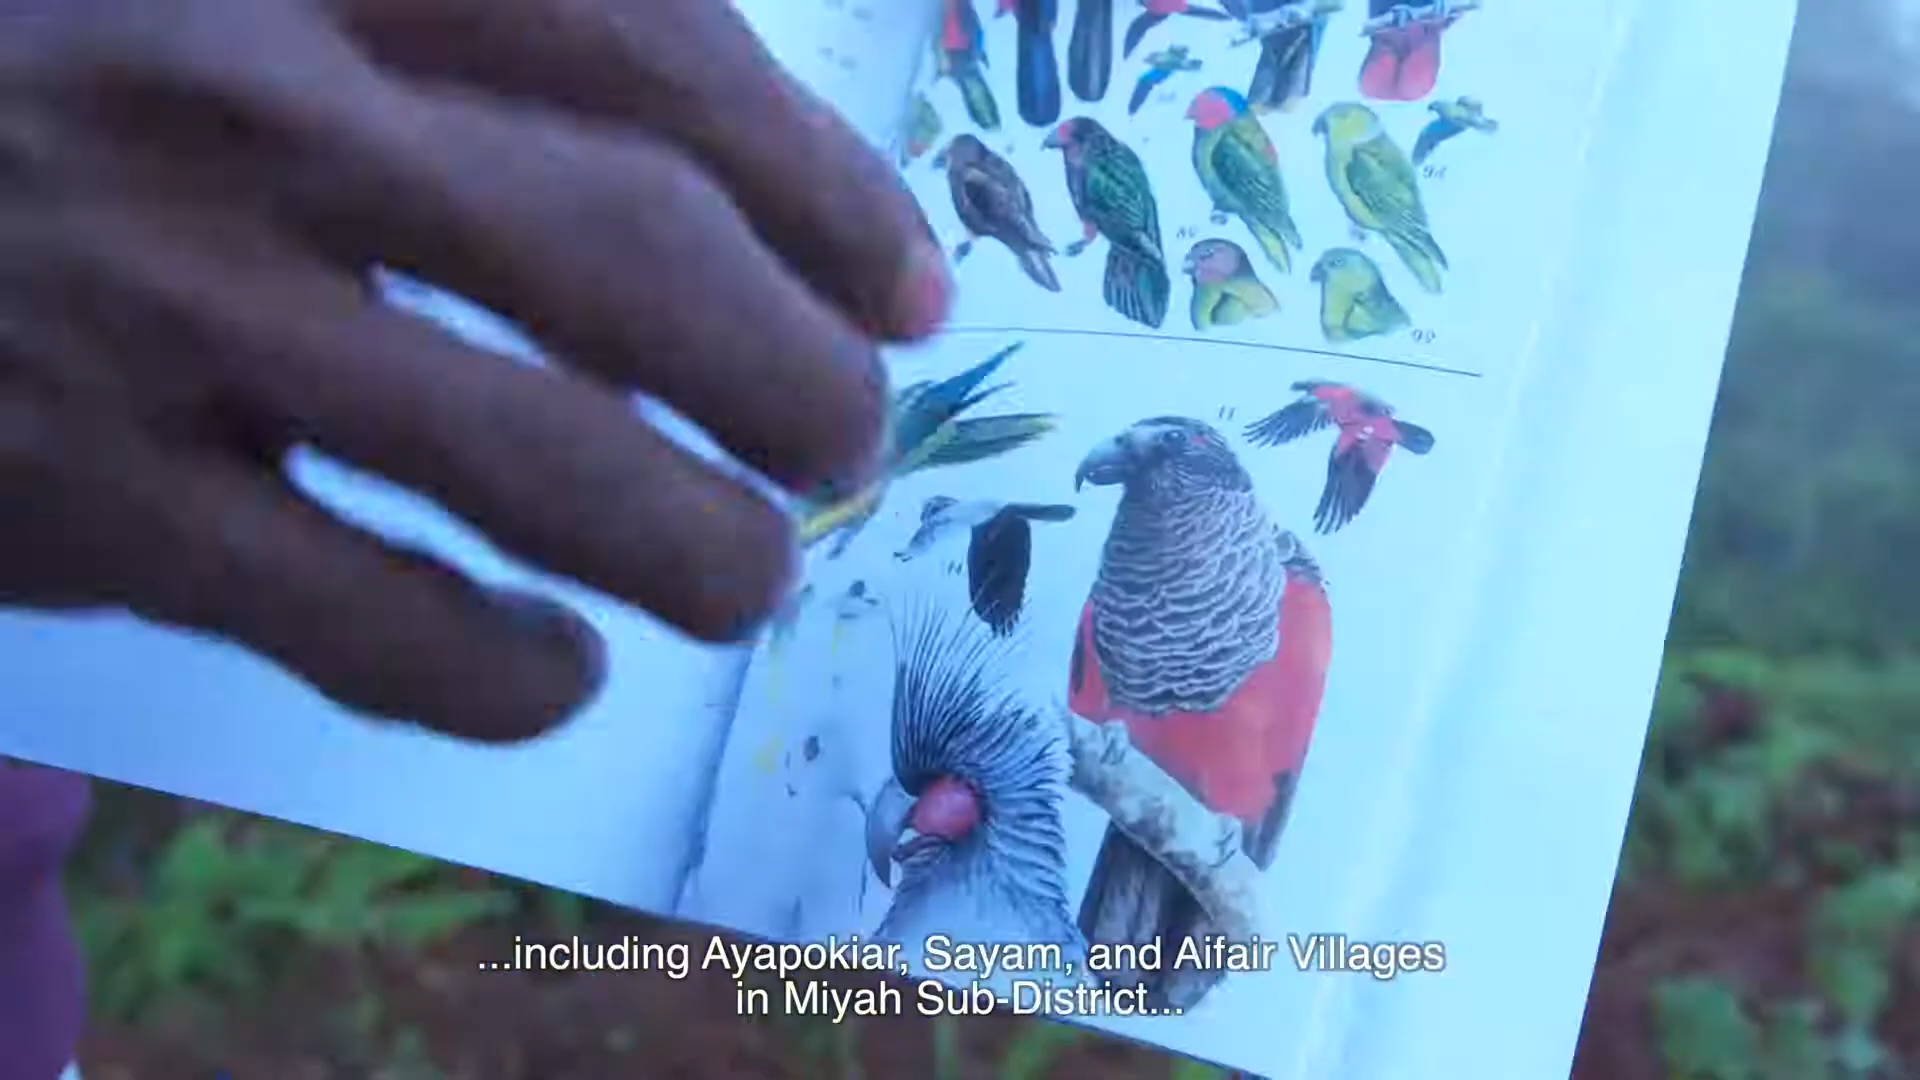 ...including Ayapokiar, Sayam, and Aifair Villages
in Miyah Sub-District...